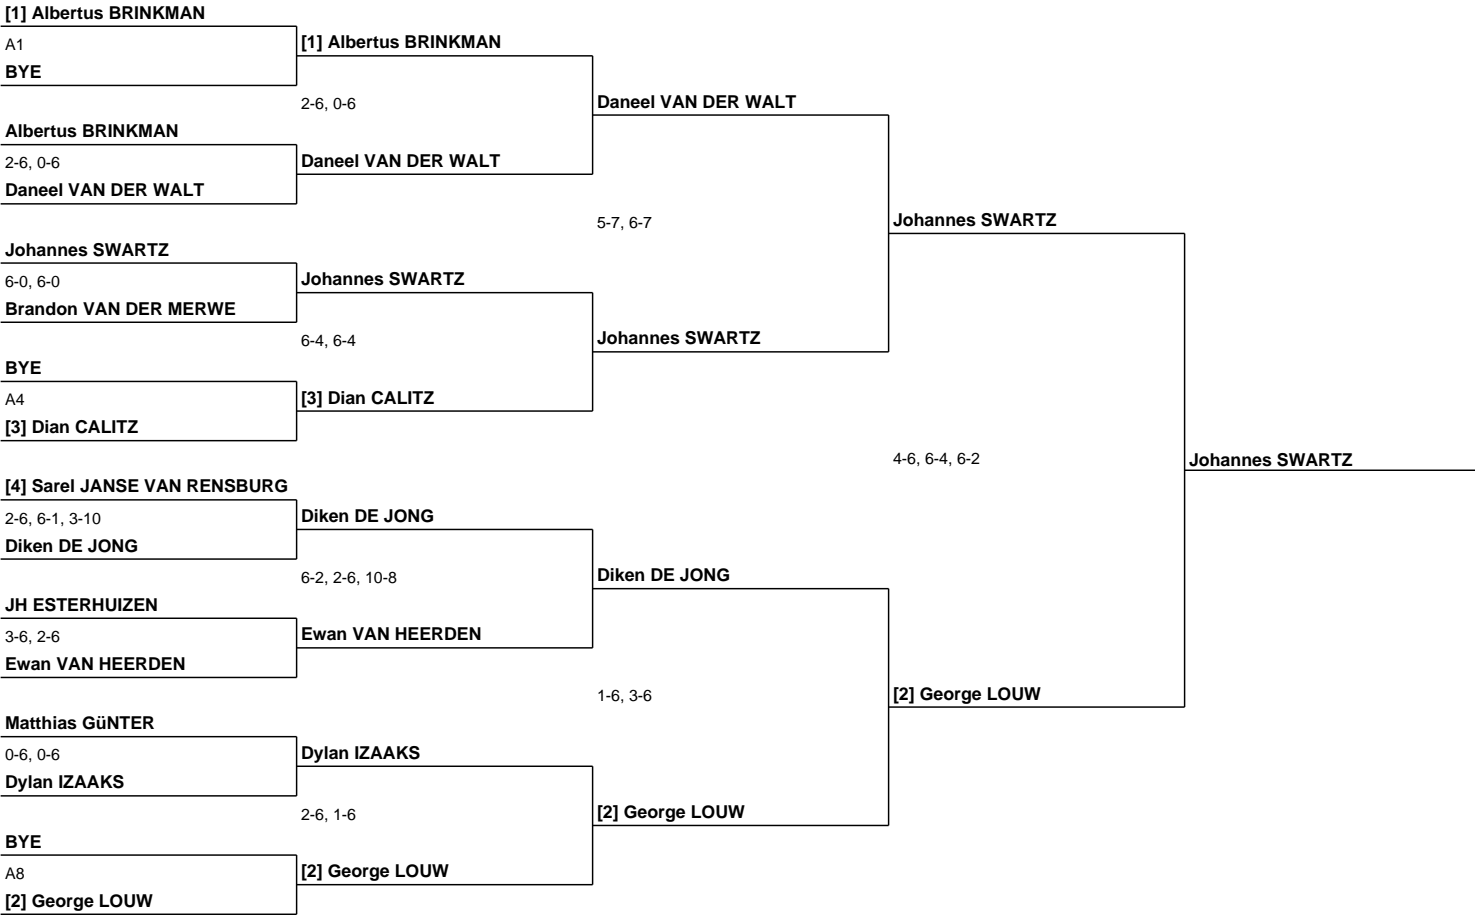 [1] Albertus BRINKMAN
A1
BYE
Albertus BRINKMAN
2-6, 0-6
Daneel VAN DER WALT
Johannes SWARTZ
6-0, 6-0
Brandon VAN DER MERWE
BYE
A4
[3] Dian CALITZ
[4] Sarel JANSE VAN RENSBURG
2-6, 6-1, 3-10
Diken DE JONG
JH ESTERHUIZEN
3-6, 2-6
Ewan VAN HEERDEN
Matthias GüNTER
0-6, 0-6
Dylan IZAAKS
BYE
A8
[2] George LOUW
[1] Albertus BRINKMAN
2-6, 0-6
Daneel VAN DER WALT
Johannes SWARTZ
6-4, 6-4
[3] Dian CALITZ
Diken DE JONG
6-2, 2-6, 10-8
Ewan VAN HEERDEN
Dylan IZAAKS
2-6, 1-6
[2] George LOUW
Daneel VAN DER WALT
5-7, 6-7
Johannes SWARTZ
Diken DE JONG
1-6, 3-6
[2] George LOUW
Johannes SWARTZ
4-6, 6-4, 6-2
[2] George LOUW
Johannes SWARTZ